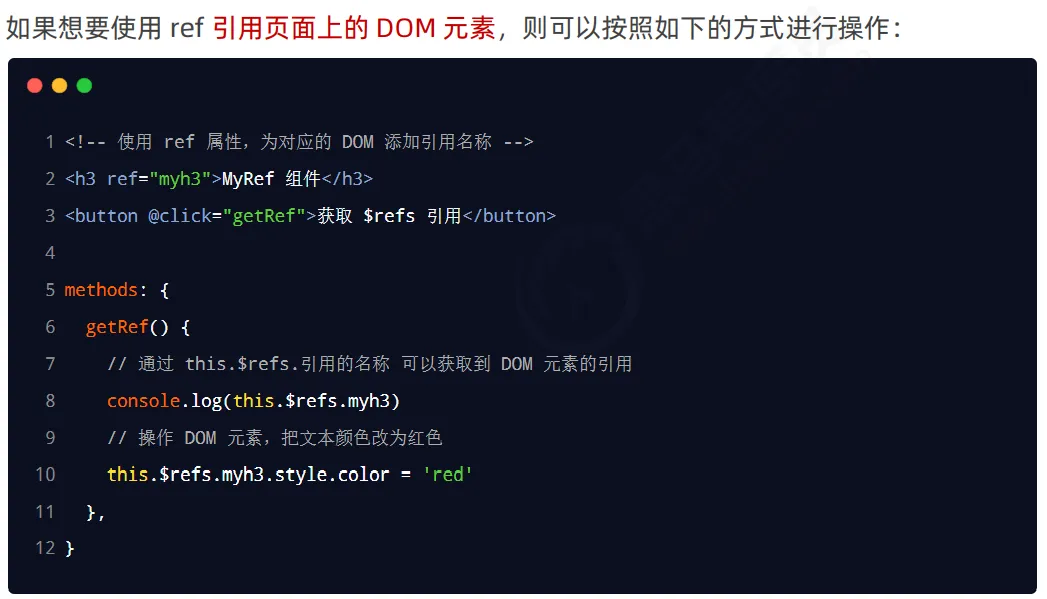 如果想要使用 ref 引用页面上的 DOM 元素，则可以按照如下的方式进行操作：
1 <!-- 使用 ref 属性，为对应的 DOM 添加引用名称 -->
2 <h3 ref="myh3">MyRef 组件</h3>
3 <button @click="getRef">获取 $refs 引用</button>
4
5 methods: {
6   getRef() {
7     // 通过 this.$refs.引用的名称 可以获取到 DOM 元素的引用
8     console.log(this.$refs.myh3)
9     // 操作 DOM 元素，把文本颜色改为红色
10     this.$refs.myh3.style.color = 'red'
11   },
12 }